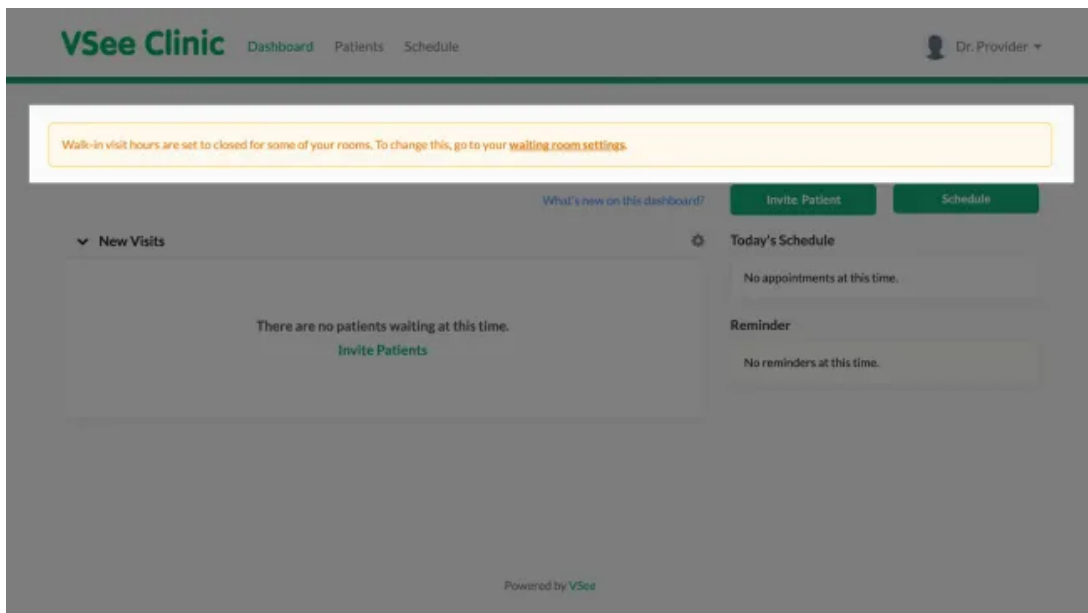 VSee Clinic Dashboard Patients Schedule Dr. Provider
Walk-in visit hours are set to closed for some of your rooms. To change this, go to your waiting room settings.
What's new on this dashboard? Invite Patient Schedule
New Visits
There are no patients waiting at this time.
Invite Patients
Today's Schedule
No appointments at this time.
Reminder
No reminders at this time.
Powered by VSee